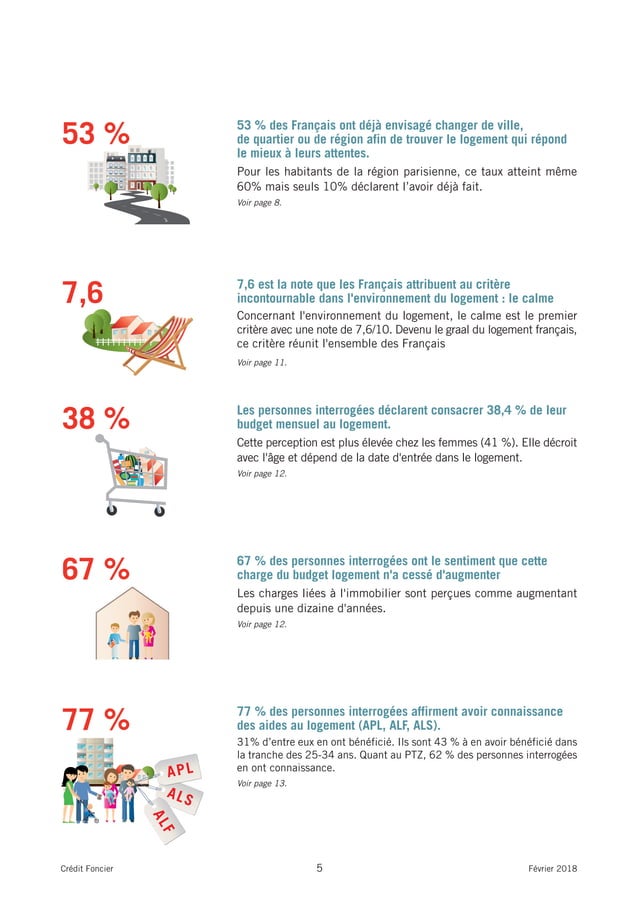 53 %
53 % des Français ont déjà envisagé changer de ville,
de quartier ou de région afin de trouver le logement qui répond
le mieux à leurs attentes.
Pour les habitants de la région parisienne, ce taux atteint même
60% mais seuls 10% déclarent l'avoir déjà fait.
Voir page 8.
7,6
7,6 est la note que les Français attribuent au critère
incontournable dans l'environnement du logement : le calme
Concernant l'environnement du logement, le calme est le premier
critère avec une note de 7,6/10. Devenu le graal du logement français,
ce critère réunit l'ensemble des Français
Voir page 11.
38 %
Les personnes interrogées déclarent consacrer 38,4 % de leur
budget mensuel au logement.
Cette perception est plus élevée chez les femmes (41 %). Elle décroit
avec l'âge et dépend de la date d'entrée dans le logement.
Voir page 12.
67 %
67 % des personnes interrogées ont le sentiment que cette
charge du budget logement n'a cessé d'augmenter
Les charges liées à l'immobilier sont perçues comme augmentant
depuis une dizaine d'années.
Voir page 12.
77 %
77 % des personnes interrogées affirment avoir connaissance
des aides au logement (APL, ALF, ALS).
31% d'entre eux en ont bénéficié. Ils sont 43 % à en avoir bénéficié dans
la tranche des 25-34 ans. Quant au PTZ, 62 % des personnes interrogées
en ont connaissance.
Voir page 13.
APL
ALS
ALF
Crédit Foncier
5
Février 2018